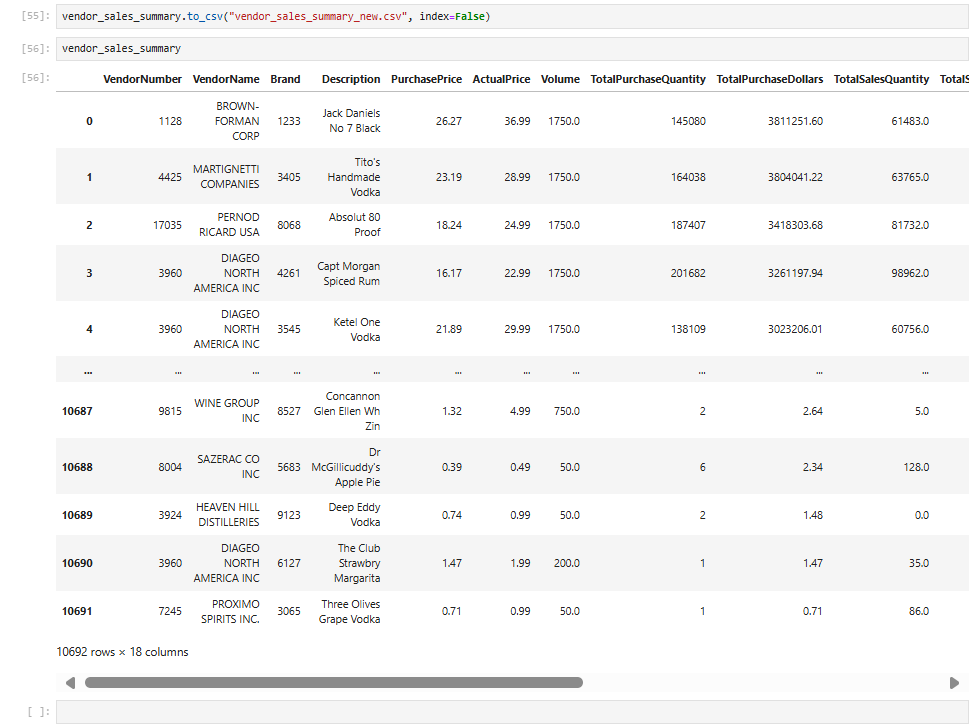 [55]: vendor_sales_summary.to_csv("vendor_sales_summary_new.csv", index=False)
[56]: vendor_sales_summary
[56]: VendorNumber VendorName Brand Description PurchasePrice ActualPrice Volume TotalPurchaseQuantity TotalPurchaseDollars TotalSalesQuantity TotalS
0 1128 BROWN-FORMAN CORP 1233 Jack Daniels No 7 Black 26.27 36.99 1750.0 145080 3811251.60 61483.0
1 4425 MARTIGNETTI COMPANIES 3405 Tito's Handmade Vodka 23.19 28.99 1750.0 164038 3804041.22 63765.0
2 17035 PERNOD RICARD USA 8068 Absolut 80 Proof 18.24 24.99 1750.0 187407 3418303.68 81732.0
3 3960 DIAGEO NORTH AMERICA INC 4261 Capt Morgan Spiced Rum 16.17 22.99 1750.0 201682 3261197.94 98962.0
4 3960 DIAGEO NORTH AMERICA INC 3545 Ketel One Vodka 21.89 29.99 1750.0 138109 3023206.01 60756.0
... ... ... ... ... ... ... ... ... ... ...
10687 9815 WINE GROUP INC 8527 Concannon Glen Ellen Wh Zin 1.32 4.99 750.0 2 2.64 5.0
10688 8004 SAZERAC CO INC 5683 Dr McGillicuddy's Apple Pie 0.39 0.49 50.0 6 2.34 128.0
10689 3924 HEAVEN HILL DISTILLERIES 9123 Deep Eddy Vodka 0.74 0.99 50.0 2 1.48 0.0
10690 3960 DIAGEO NORTH AMERICA INC 6127 The Club Strawbry Margarita 1.47 1.99 200.0 1 1.47 35.0
10691 7245 PROXIMO SPIRITS INC. 3065 Three Olives Grape Vodka 0.71 0.99 50.0 1 0.71 86.0
10692 rows × 18 columns
[ ]: